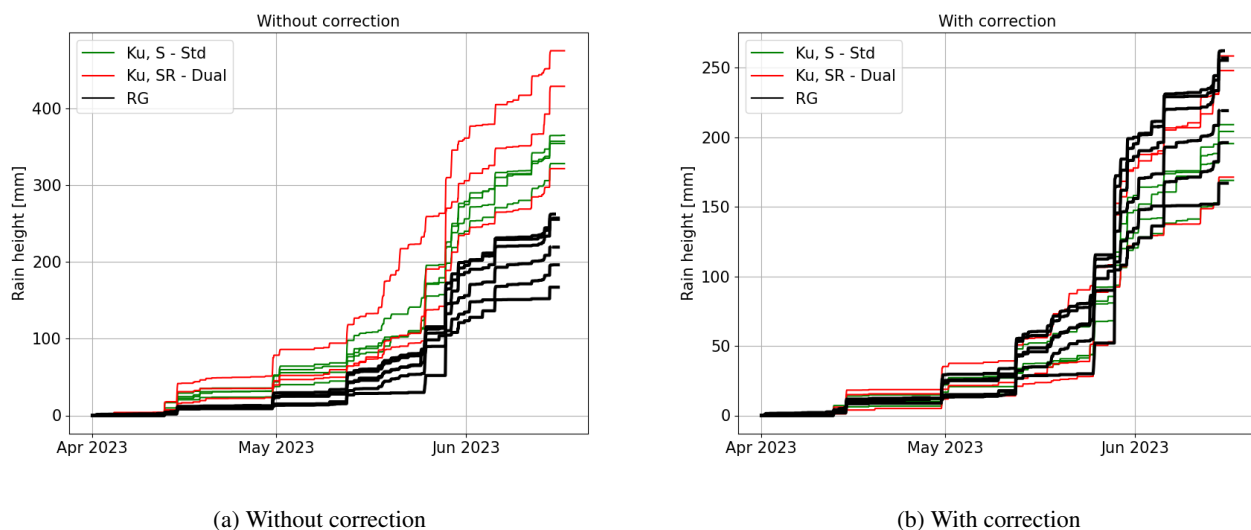 Without correction
Ku, S - Std
Ku, SR - Dual
RG
Rain height [mm]
400
300
200
100
0
Apr 2023
May 2023
Jun 2023
(a) Without correction
With correction
Ku, S - Std
Ku, SR - Dual
RG
Rain height [mm]
250
200
150
100
50
0
Apr 2023
May 2023
Jun 2023
(b) With correction